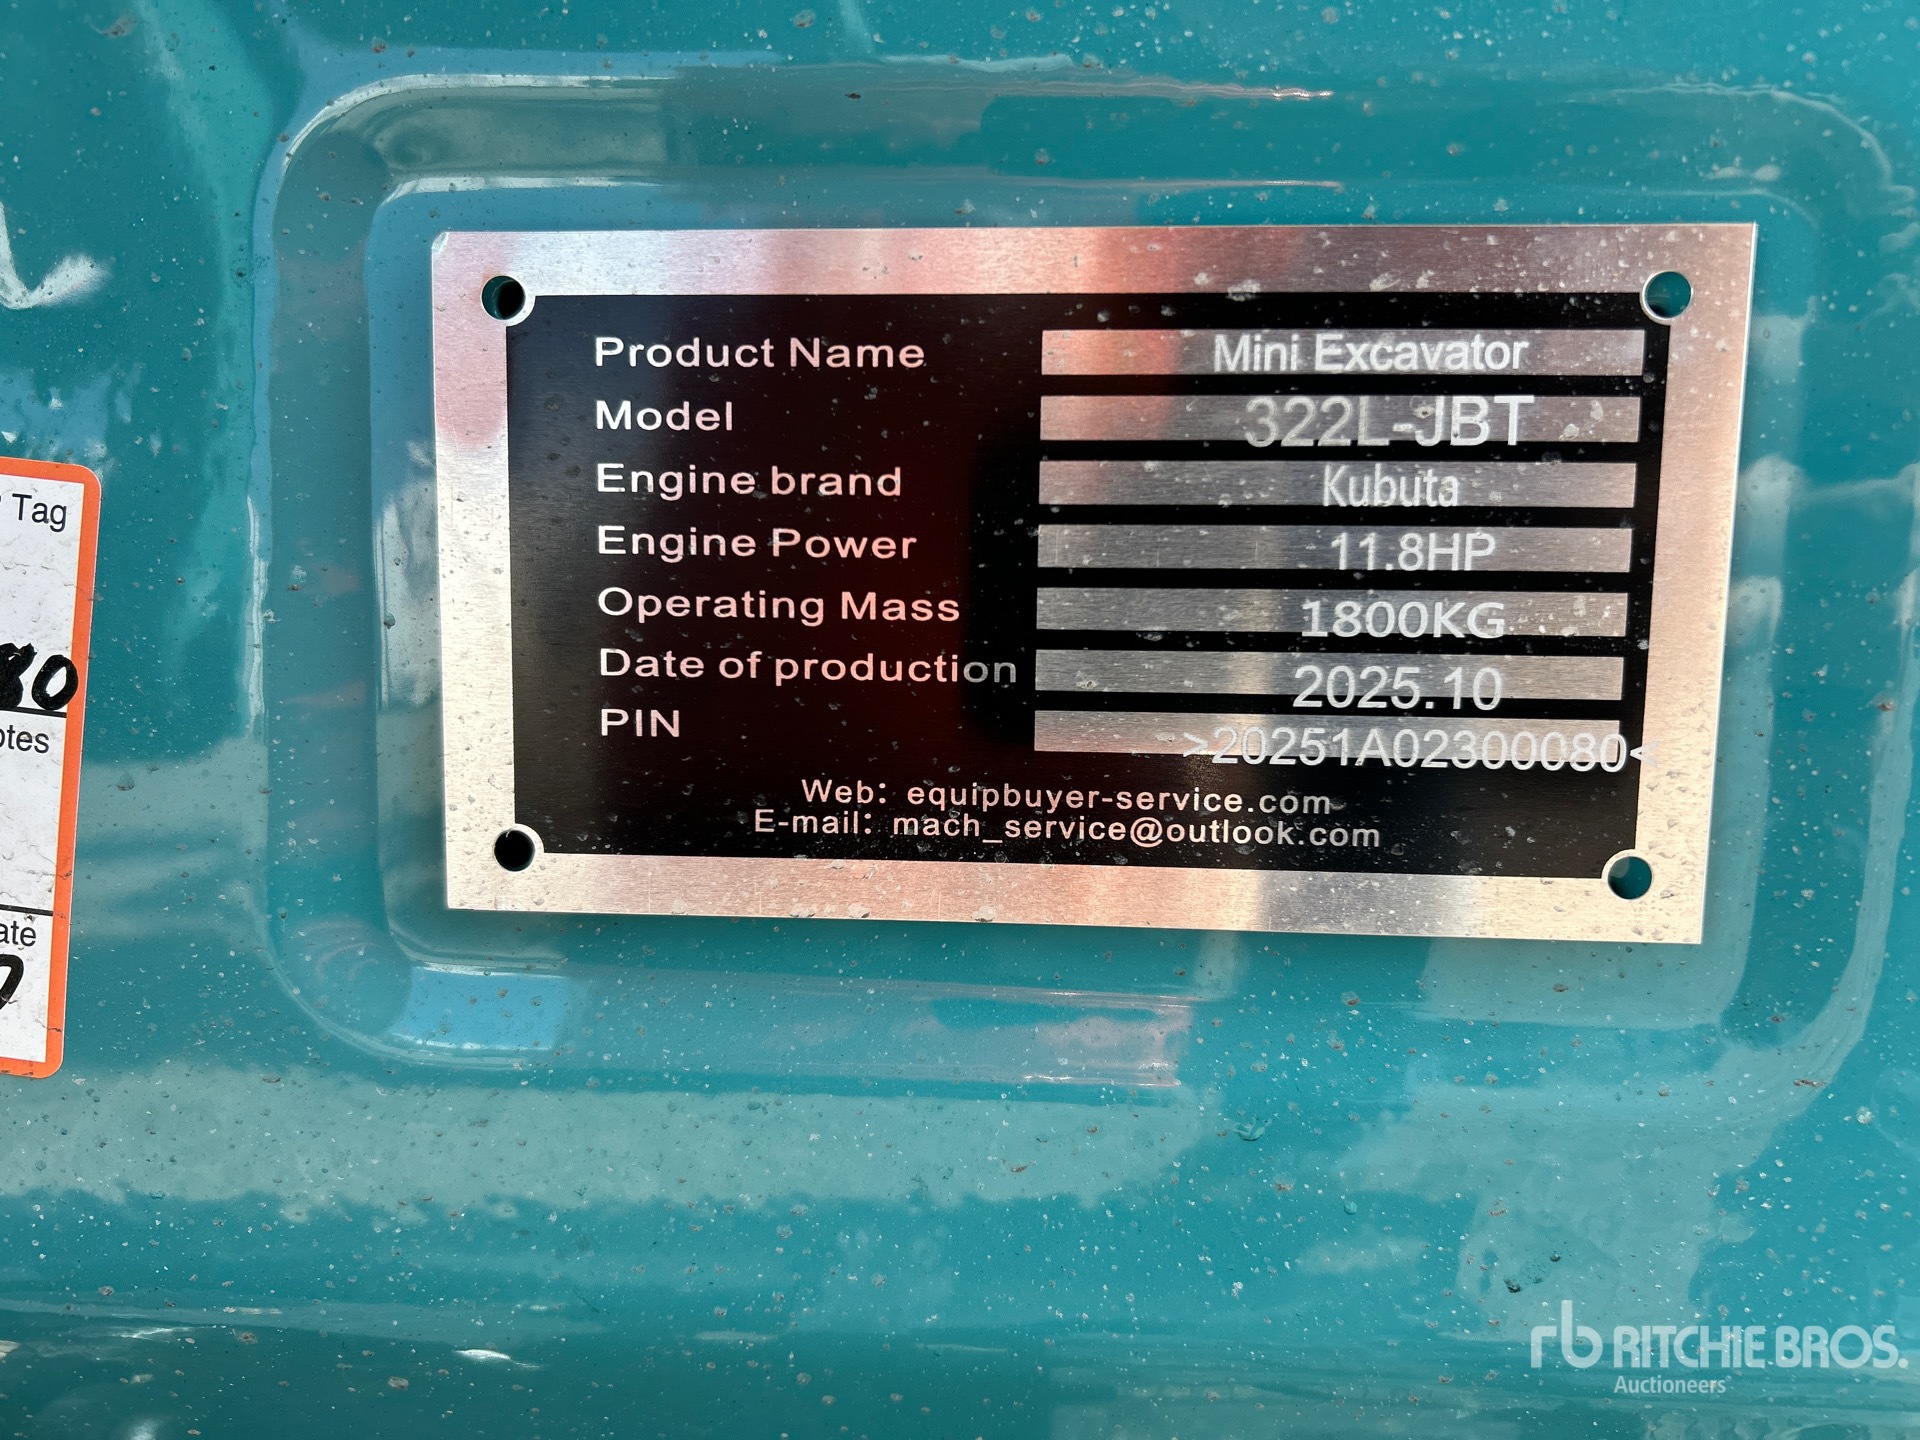 Tag
80
otes
ate
Product Name Mini Excavator
Model 322L-JBT
Engine brand Kubuta
Engine Power 11.8HP
Operating Mass 1800KG
Date of production 2025.10
PIN >20251A02300080<
Web: equipbuyer-service.com
E-mail: mach_service@outlook.com
rb RITCHIE BROS.
Auctioneers